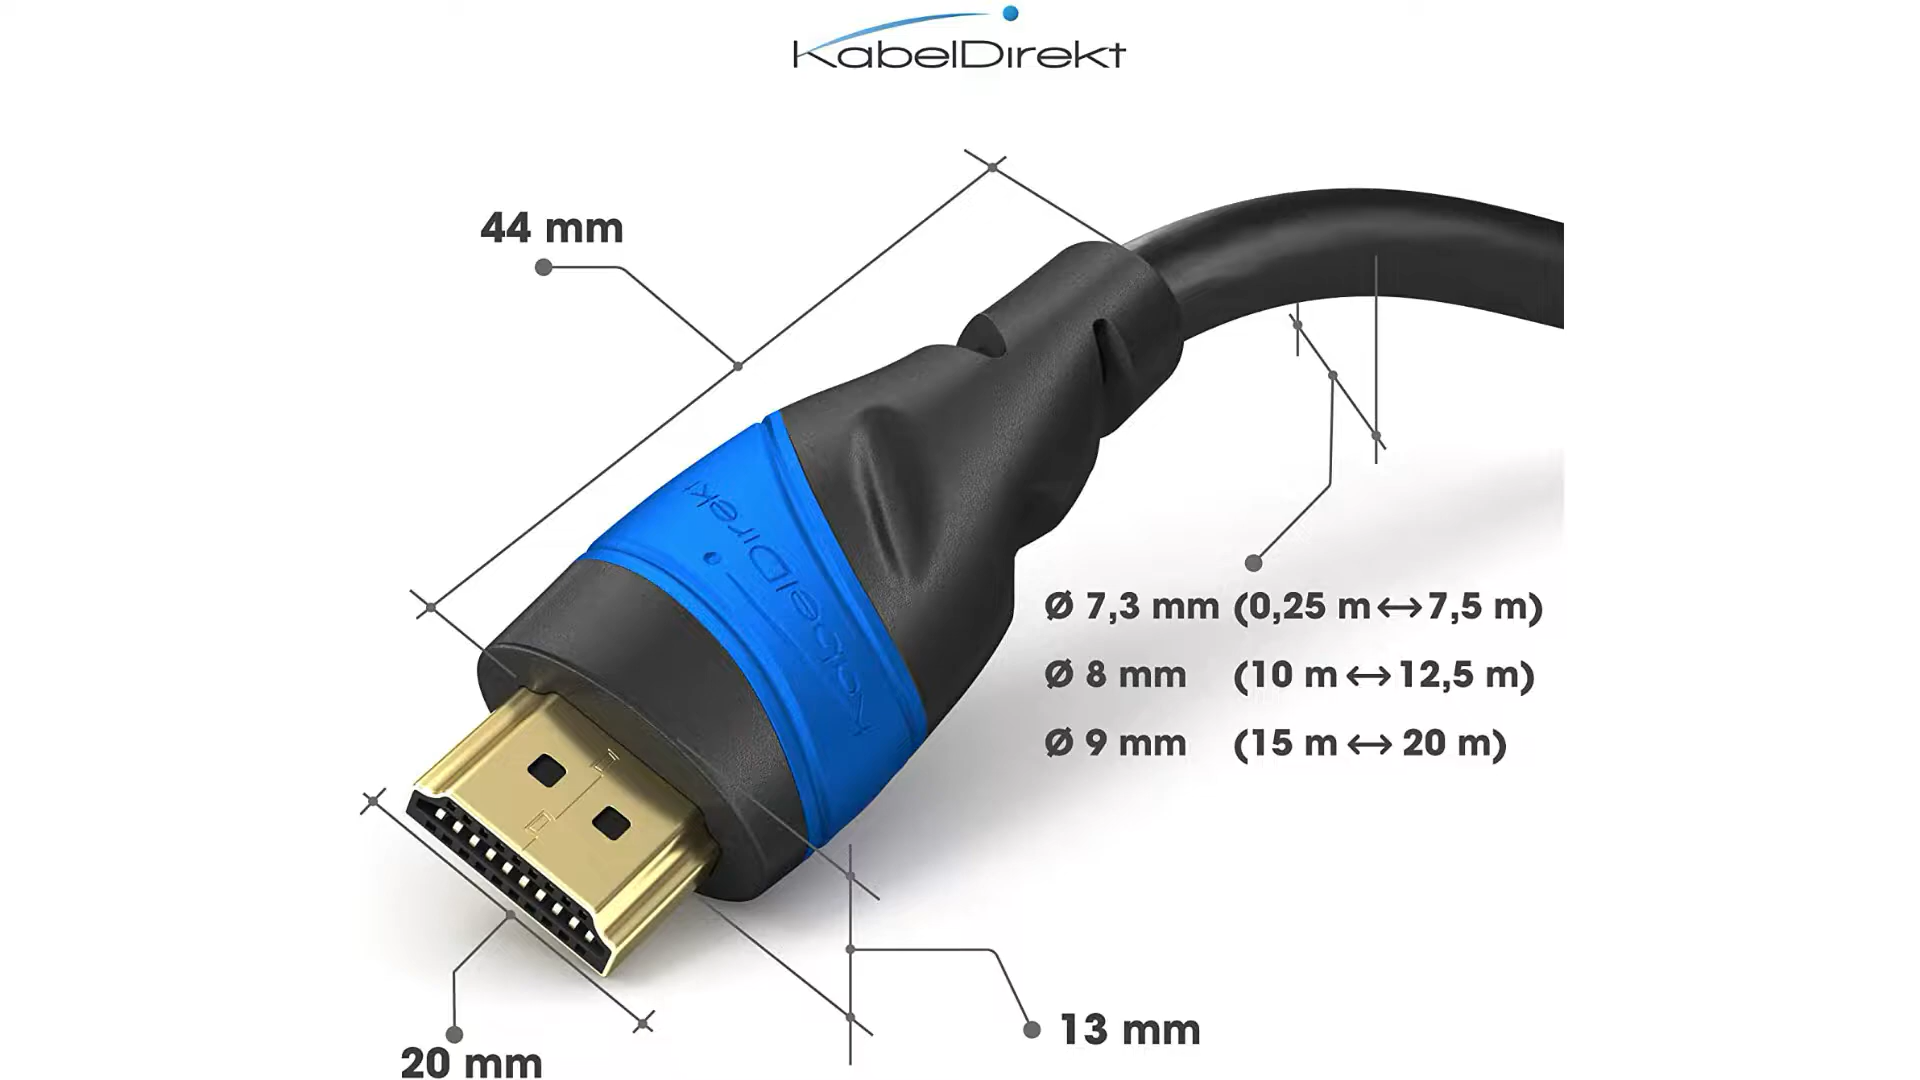 KabelDirekt
44 mm
KabelDirekt
Ø 7,3 mm (0,25 m↔7,5 m)
Ø 8 mm (10 m↔12,5 m)
Ø 9 mm (15 m↔20 m)
13 mm
20 mm